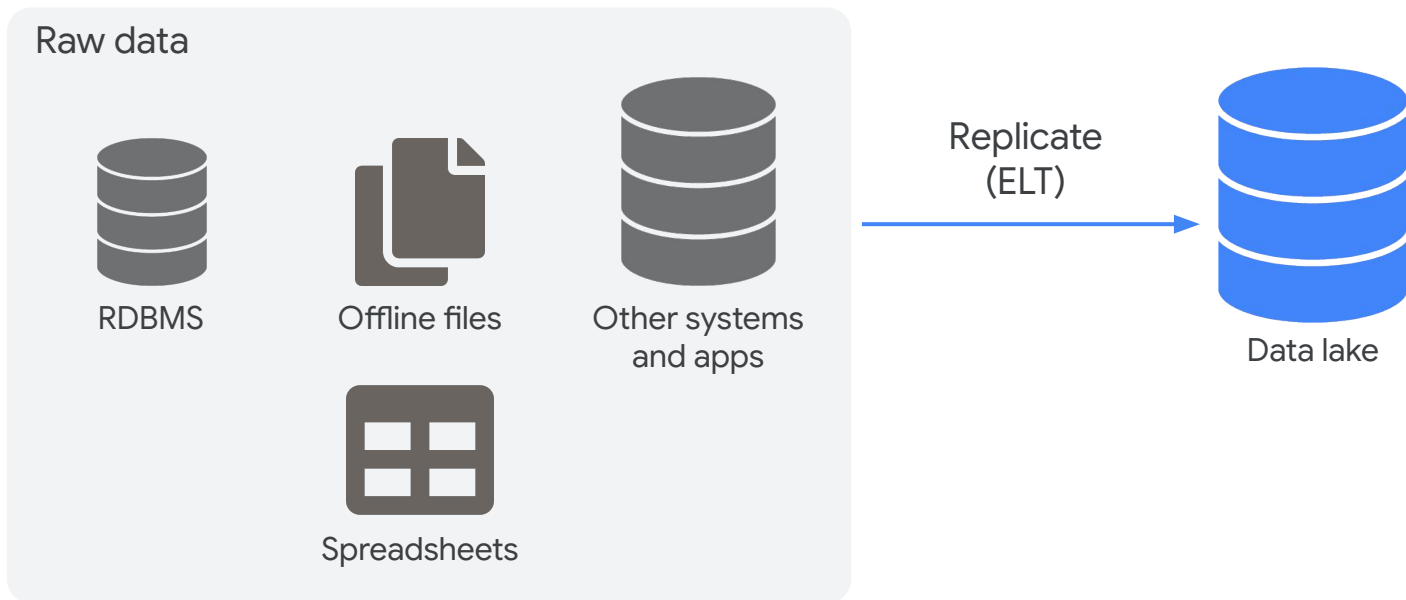 Raw data
RDBMS
Offline files
Other systems
and apps
Spreadsheets
Replicate
(ELT)
Data lake